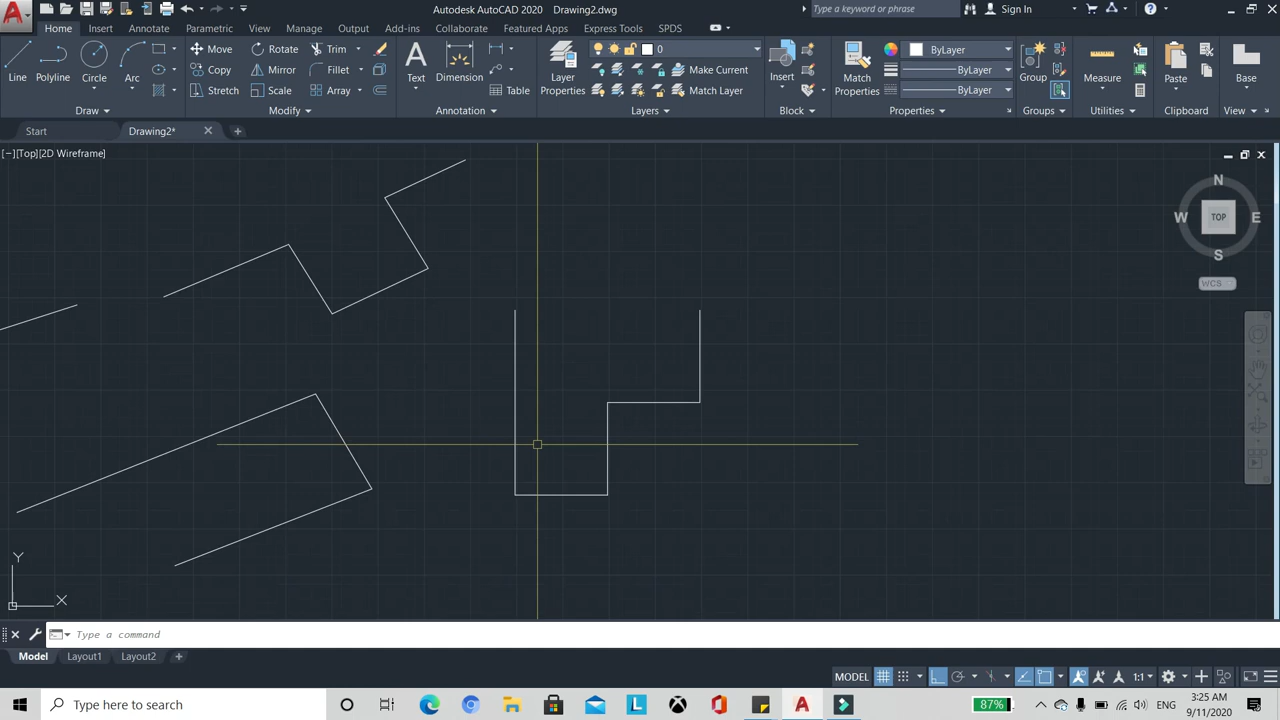 Autodesk AutoCAD 2020 Drawing2.dwg
Type a keyword or phrase
Sign In
Home Insert Annotate Parametric View Manage Output Add-ins Collaborate Featured Apps Express Tools SPDS
Line
Polyline
Circle
Arc
Move
Rotate
Trim
Copy
Mirror
Fillet
Stretch
Scale
Array
Text
Dimension
Table
Layer
Properties
0
Make Current
Match Layer
Insert
Match
Properties
ByLayer
ByLayer
ByLayer
Group
Measure
Paste
Base
Draw
Modify
Annotation
Layers
Block
Properties
Groups
Utilities
Clipboard
View
Start
Drawing2*
[−][Top][2D Wireframe]
N
W
TOP
E
S
WCS
Y
X
Type a command
Model
Layout1
Layout2
MODEL
1:1
Type here to search
87%
ENG
3:25 AM
9/11/2020